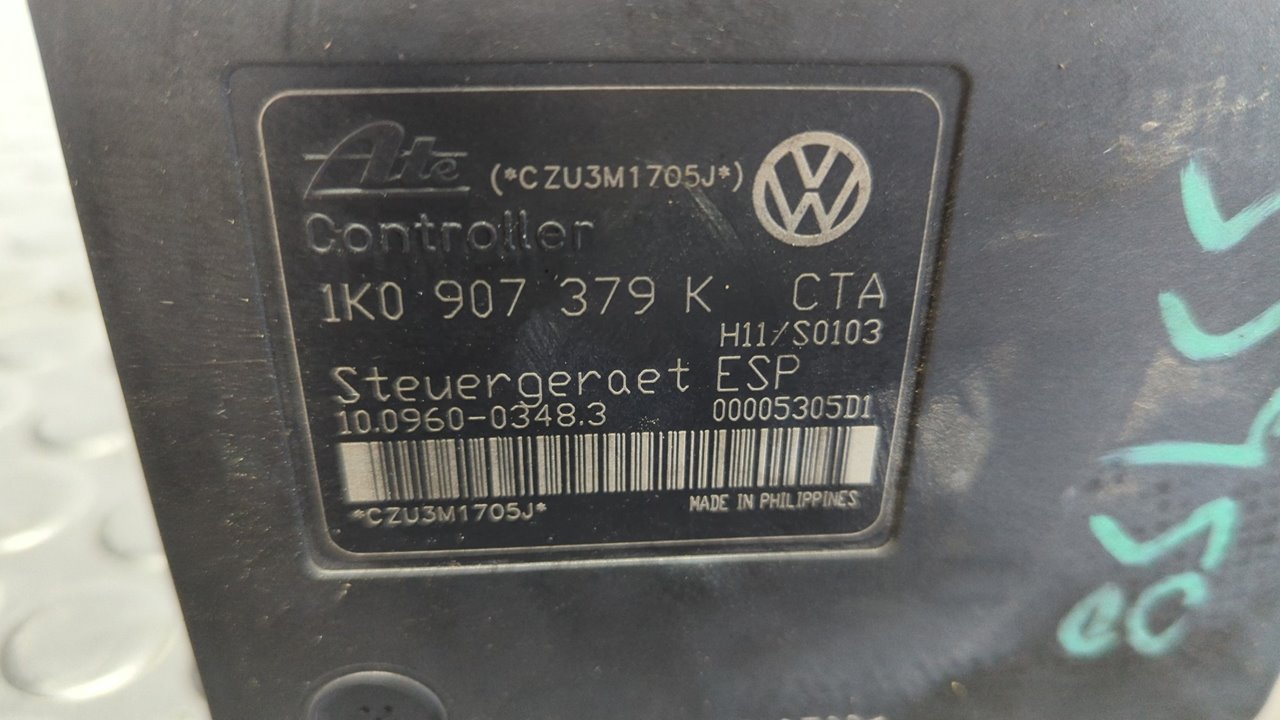 Ate (*CZU3M1705J*)
Controller
1K0 907 379 K CTA
H11/S0103
Steuergeraet ESP
10.0960-0348.3 00005305D1
*CZU3M1705J* MADE IN PHILIPPINES